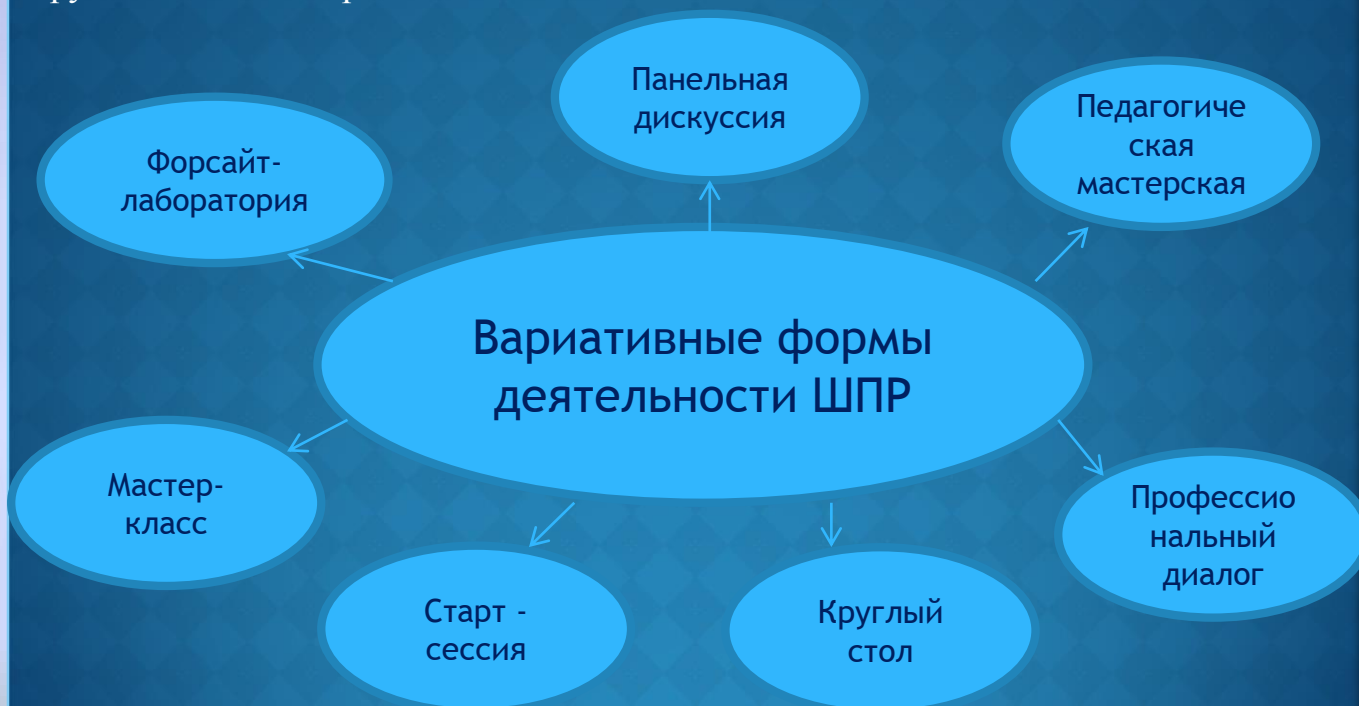 Панельная
дискуссия
Педагогиче
ская
мастерская
Форсайт-
лаборатория
Вариативные формы
деятельности ШПР
Мастер-
класс
Профессио
нальный
диалог
Старт -
сессия
Круглый
стол